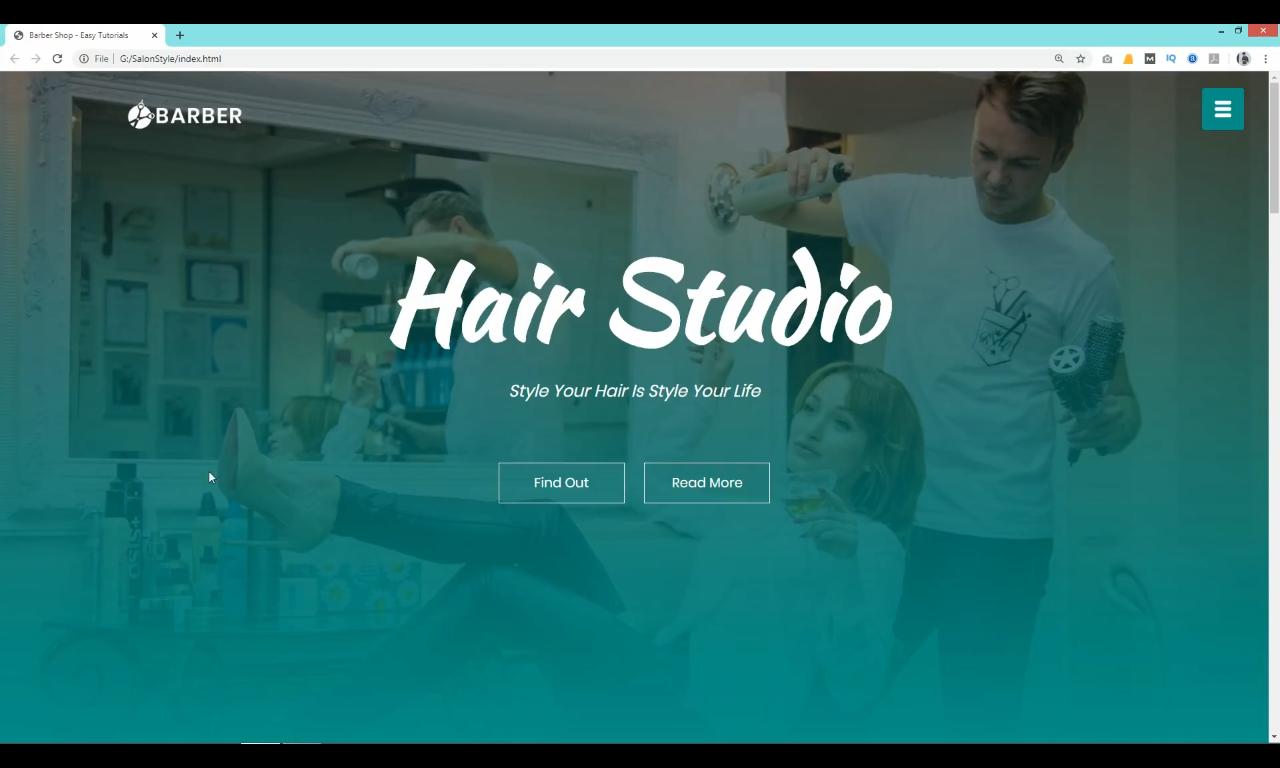 Barber Shop - Easy Tutorials
File
G:/SalonStyle/index.html
M
IQ
BARBER
Hair Studio
Style Your Hair Is Style Your Life
Find Out
Read More